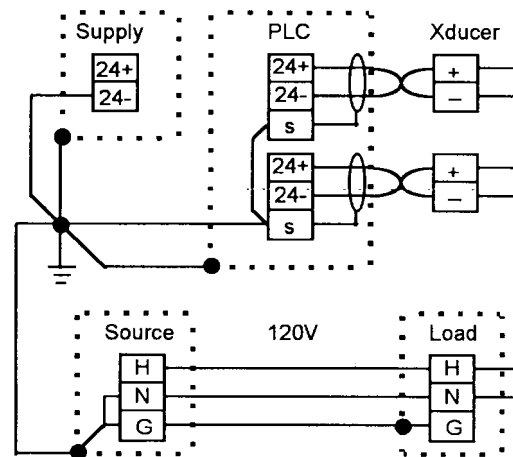 Supply
PLC
Xducer
24+
24-
24+
24-
s
+
–
24+
24-
s
+
–
Source
120V
Load
H
N
G
H
N
G